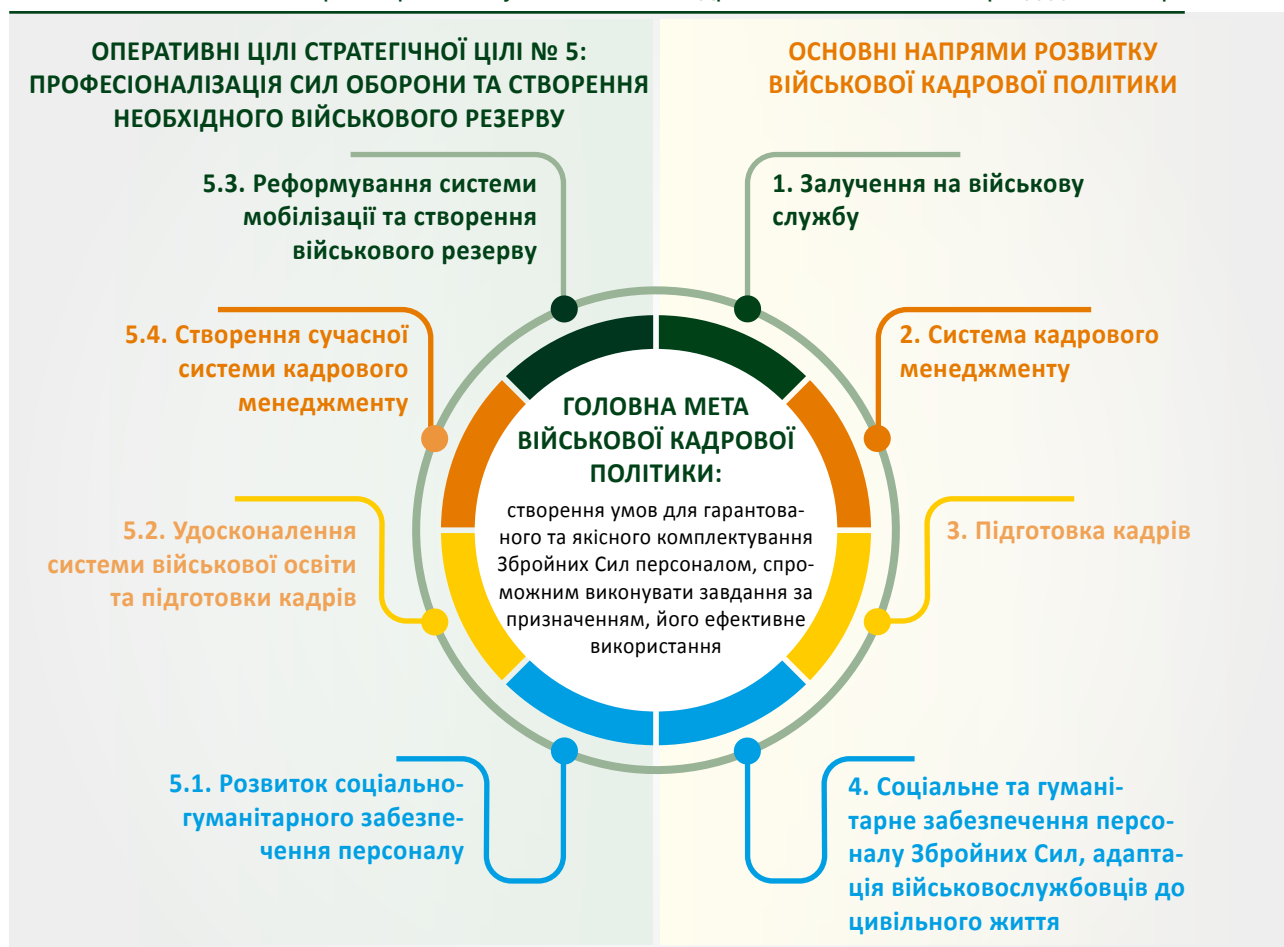 ОПЕРАТИВНІ ЦІЛІ СТРАТЕГІЧНОЇ ЦІЛІ № 5:
ПРОФЕСІОНАЛІЗАЦІЯ СИЛ ОБОРОНИ ТА СТВОРЕННЯ
НЕОБХІДНОГО ВІЙСЬКОВОГО РЕЗЕРВУ
5.3. Реформування системи
мобілізації та створення
військового резерву
5.4. Створення сучасної
системи кадрового
менеджменту
5.2. Удосконалення
системи військової освіти
та підготовки кадрів
5.1. Розвиток соціально-
гуманітарного забезпе-
чення персоналу
ГОЛОВНА МЕТА
ВІЙСЬКОВОЇ КАДРОВОЇ
ПОЛІТИКИ:
створення умов для гарантова-
ного та якісного комплектування
Збройних Сил персоналом, спро-
можним виконувати завдання за
призначенням, його ефективне
використання
ОСНОВНІ НАПРЯМИ РОЗВИТКУ
ВІЙСЬКОВОЇ КАДРОВОЇ ПОЛІТИКИ
1. Залучення на військову
службу
2. Система кадрового
менеджменту
3. Підготовка кадрів
4. Соціальне та гумані-
тарне забезпечення персо-
налу Збройних Сил, адапта-
ція військовослужбовців до
цивільного життя